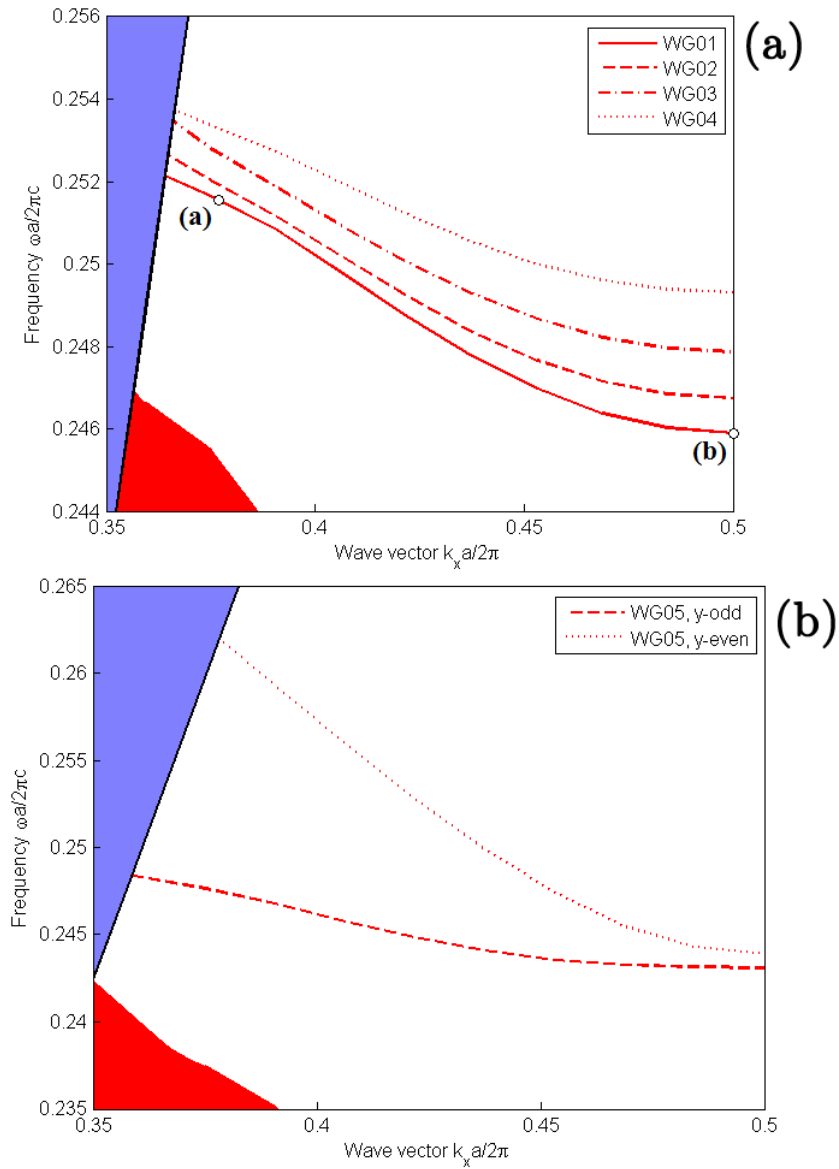 (a)
WG01
WG02
WG03
WG04
0.256
0.254
0.252
0.25
0.248
0.246
0.244
Frequency ωa/2πc
(a)
(b)
0.35
0.4
0.45
0.5
Wave vector kₓa/2π
(b)
WG05, y-odd
WG05, y-even
0.265
0.26
0.255
0.25
0.245
0.24
0.235
Frequency ωa/2πc
0.35
0.4
0.45
0.5
Wave vector kₓa/2π